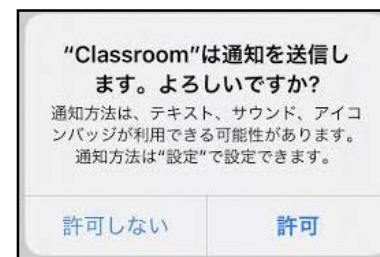 “Classroom”は通知を送信し
ます。よろしいですか?
通知方法は、テキスト、サウンド、アイコ
ンバッジが利用できる可能性があります。
通知方法は“設定”で設定できます。
許可しない
許可